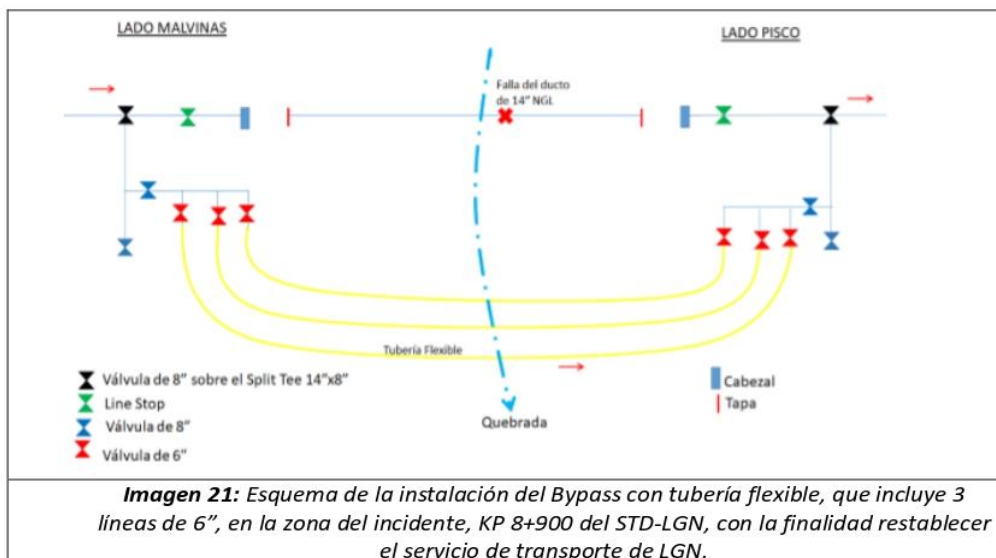 LADO MALVINAS
LADO PISCO
Falla del ducto
de 14” NGL
Tubería Flexible
Quebrada
Válvula de 8” sobre el Split Tee 14”x8”
Line Stop
Válvula de 8”
Válvula de 6”
Cabezal
Tapa
Imagen 21: Esquema de la instalación del Bypass con tubería flexible, que incluye 3
líneas de 6”, en la zona del incidente, KP 8+900 del STD-LGN, con la finalidad restablecer
el servicio de transporte de LGN.